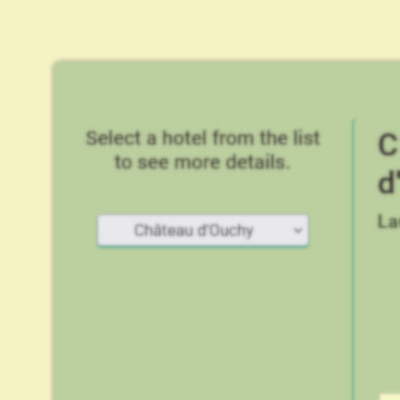 Select a hotel from the list
to see more details.
Château d'Ouchy
C
d'
La